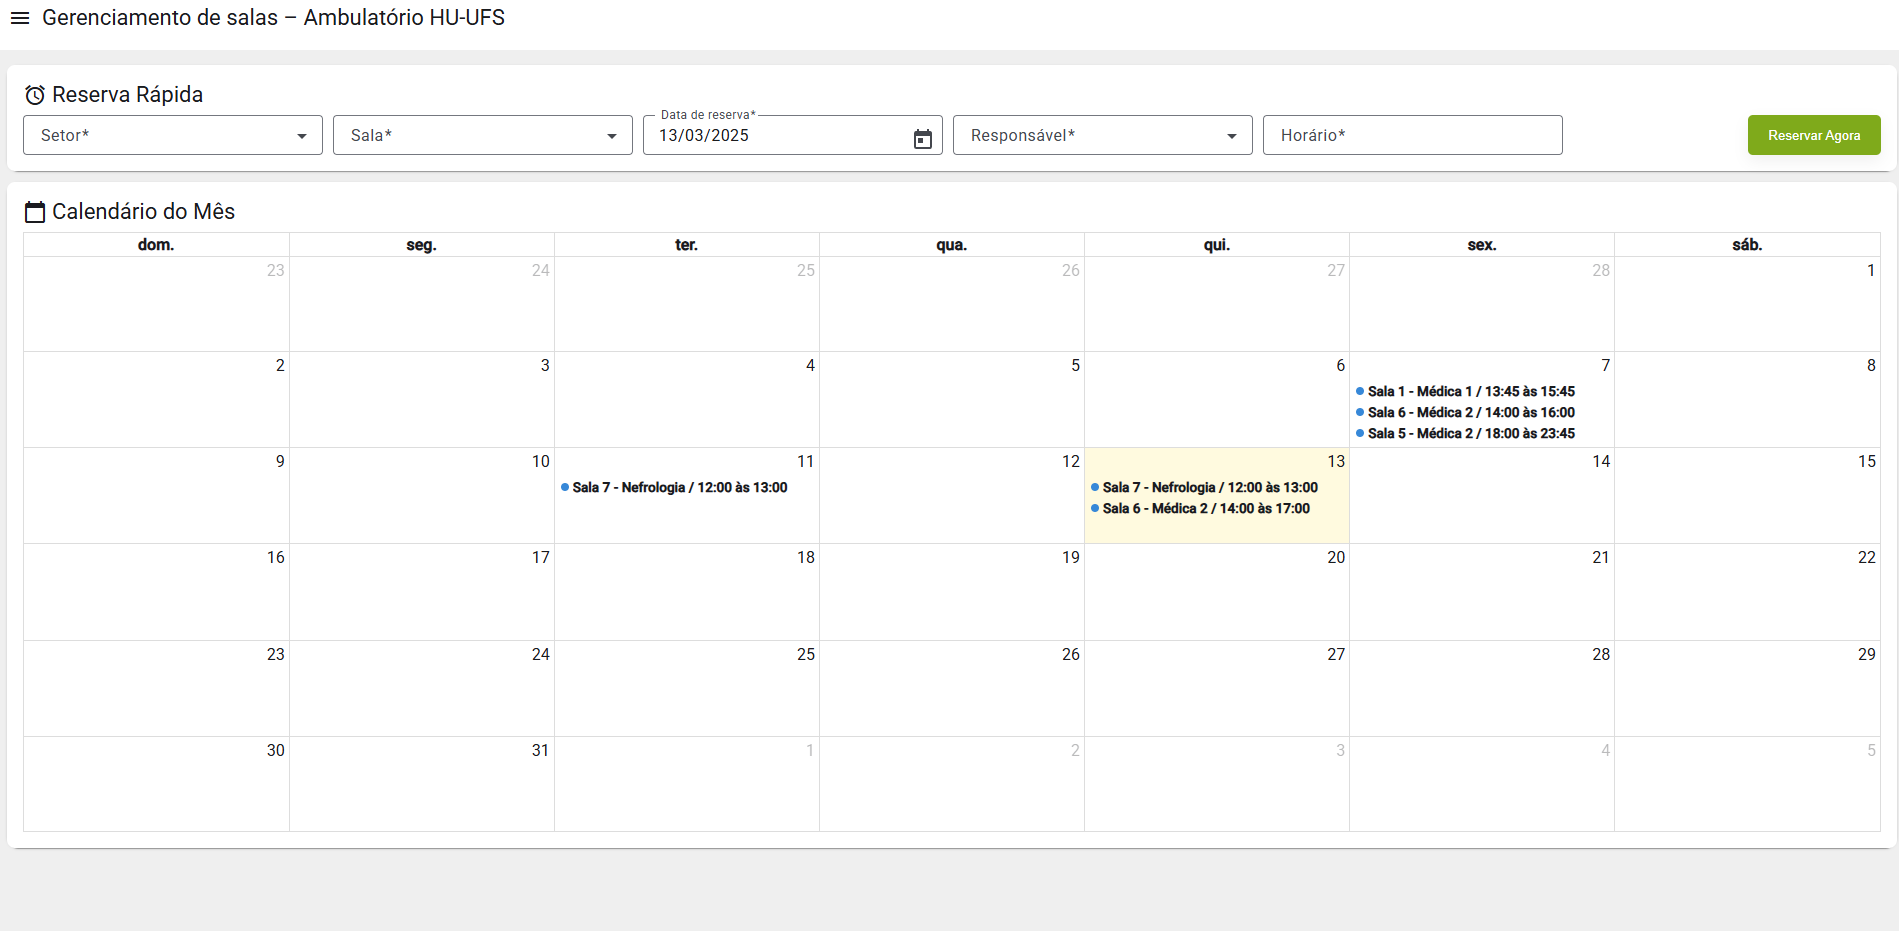 Gerenciamento de salas – Ambulatório HU-UFS
Reserva Rápida
Setor*
Sala*
Data de reserva*
13/03/2025
Responsável*
Horário*
Reservar Agora
Calendário do Mês
dom. seg. ter. qua. qui. sex. sáb.
23 24 25 26 27 28 1
2 3 4 5 6 7 8
Sala 1 - Médica 1 / 13:45 às 15:45
Sala 6 - Médica 2 / 14:00 às 16:00
Sala 5 - Médica 2 / 18:00 às 23:45
9 10 11 12 13 14 15
Sala 7 - Nefrologia / 12:00 às 13:00
Sala 7 - Nefrologia / 12:00 às 13:00
Sala 6 - Médica 2 / 14:00 às 17:00
16 17 18 19 20 21 22
23 24 25 26 27 28 29
30 31 1 2 3 4 5